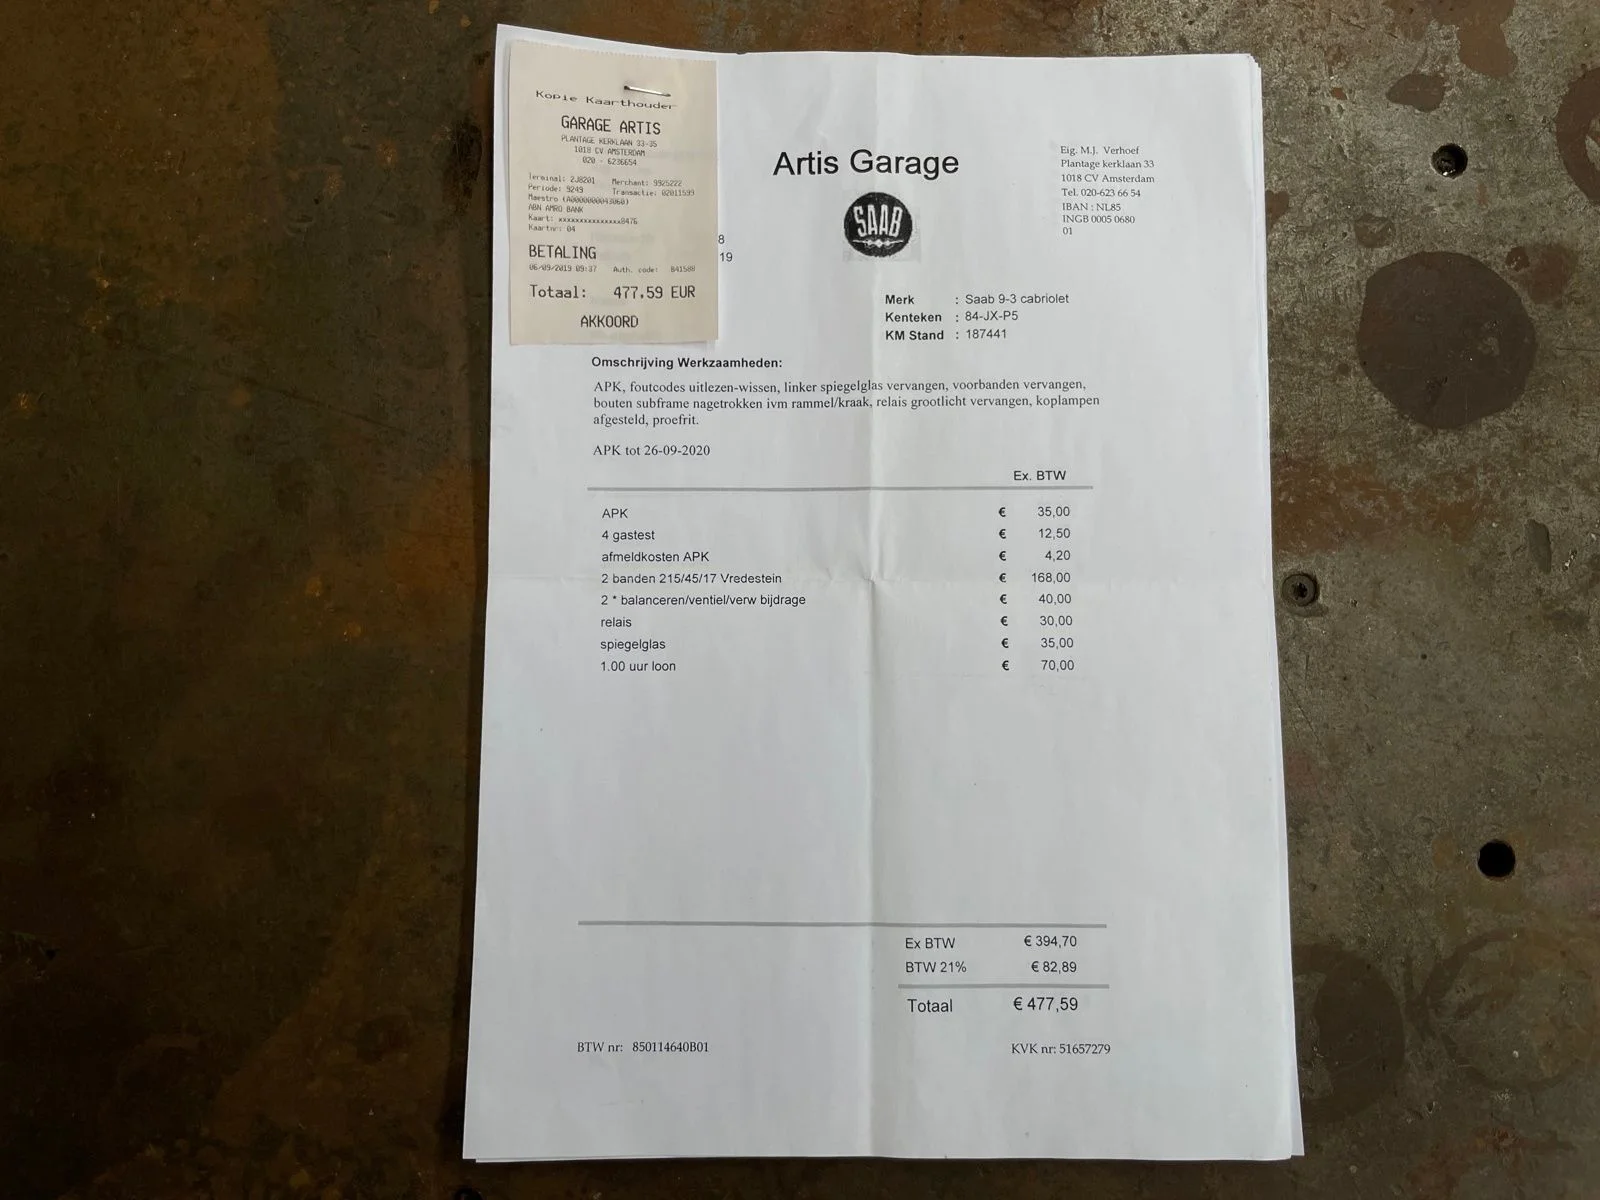 Kopie Kaarthouder
GARAGE ARTIS
PLANTAGE KERKLAAN 33-35
1018 CV AMSTERDAM
020 - 6236654
Terminal: 2J8201 Merchant: 9925222
Periode: 9249 Transactie: 02011599
Maestro (A0000000043060)
ABN AMRO BANK
Kaart: xxxxxxxxxxxxxxx8476
Kaartnr: 04
BETALING
06/09/2019 09:37 Auth. code: B41588
Totaal: 477.59 EUR
AKKOORD
8
19
Artis Garage
SAAB
Eig. M.J. Verhoef
Plantage kerklaan 33
1018 CV Amsterdam
Tel. 020-623 66 54
IBAN : NL85
INGB 0005 0680
01
Merk : Saab 9-3 cabriolet
Kenteken : 84-JX-P5
KM Stand : 187441
Omschrijving Werkzaamheden:
APK, foutcodes uitlezen-wissen, linker spiegelglas vervangen, voorbanden vervangen,
bouten subframe nagetrokken ivm rammel/kraak, relais grootlicht vervangen, koplampen
afgesteld, proefrit.
APK tot 26-09-2020
Ex. BTW
APK € 35,00
4 gastest € 12,50
afmeldkosten APK € 4,20
2 banden 215/45/17 Vredestein € 168,00
2 * balanceren/ventiel/verw bijdrage € 40,00
relais € 30,00
spiegelglas € 35,00
1.00 uur loon € 70,00
Ex BTW € 394,70
BTW 21% € 82,89
Totaal € 477,59
BTW nr: 850114640B01 KVK nr: 51657279